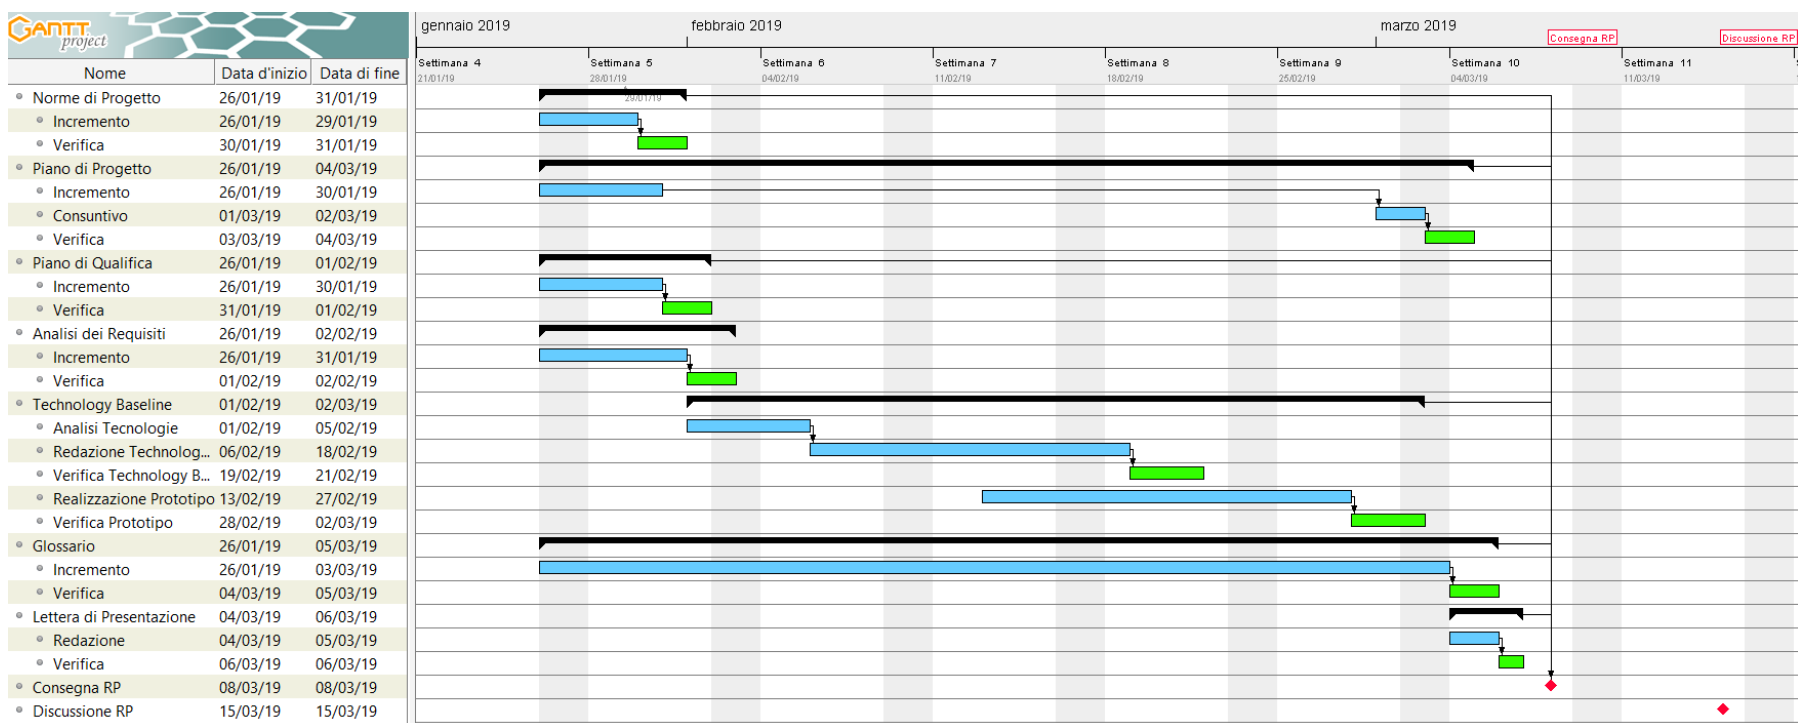 GANTT
project
gennaio 2019 febbraio 2019 marzo 2019
Consegna RP Discussione RP
Settimana 4 Settimana 5 Settimana 6 Settimana 7 Settimana 8 Settimana 9 Settimana 10 Settimana 11
21/01/19 28/01/19 04/02/19 11/02/19 18/02/19 25/02/19 04/03/19 11/03/19
Nome Data d'inizio Data di fine
29/01/19
Norme di Progetto 26/01/19 31/01/19
Incremento 26/01/19 29/01/19
Verifica 30/01/19 31/01/19
Piano di Progetto 26/01/19 04/03/19
Incremento 26/01/19 30/01/19
Consuntivo 01/03/19 02/03/19
Verifica 03/03/19 04/03/19
Piano di Qualifica 26/01/19 01/02/19
Incremento 26/01/19 30/01/19
Verifica 31/01/19 01/02/19
Analisi dei Requisiti 26/01/19 02/02/19
Incremento 26/01/19 31/01/19
Verifica 01/02/19 02/02/19
Technology Baseline 01/02/19 02/03/19
Analisi Tecnologie 01/02/19 05/02/19
Redazione Technolog... 06/02/19 18/02/19
Verifica Technology B... 19/02/19 21/02/19
Realizzazione Prototipo 13/02/19 27/02/19
Verifica Prototipo 28/02/19 02/03/19
Glossario 26/01/19 05/03/19
Incremento 26/01/19 03/03/19
Verifica 04/03/19 05/03/19
Lettera di Presentazione 04/03/19 06/03/19
Redazione 04/03/19 05/03/19
Verifica 06/03/19 06/03/19
Consegna RP 08/03/19 08/03/19
Discussione RP 15/03/19 15/03/19